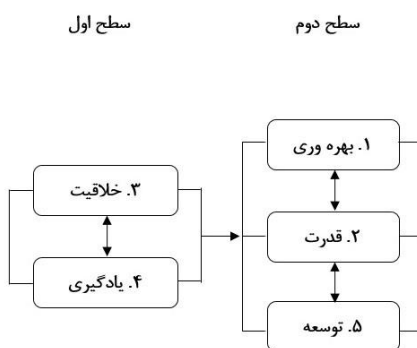 سطح دوم
سطح اول
۱. بهره وری
۳. خلاقیت
۲. قدرت
۴. یادگیری
۵. توسعه